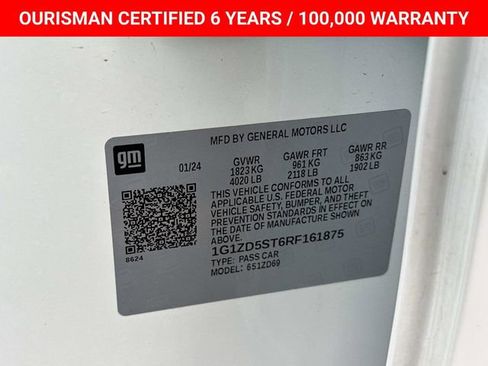 OURISMAN CERTIFIED 6 YEARS / 100,000 WARRANTY
MFD BY GENERAL MOTORS LLC
gm
01/24 GVWR GAWR FRT GAWR RR
1823 KG 961 KG 863 KG
4020 LB 2118 LB 1902 LB
THIS VEHICLE CONFORMS TO ALL
APPLICABLE U.S. FEDERAL MOTOR
VEHICLE SAFETY, BUMPER, AND THEFT
PREVENTION STANDARDS IN EFFECT ON
THE DATE OF MANUFACTURE SHOWN
ABOVE.
1G1ZD5ST6RF161875
TYPE: PASS CAR
MODEL: 651ZD69
8624